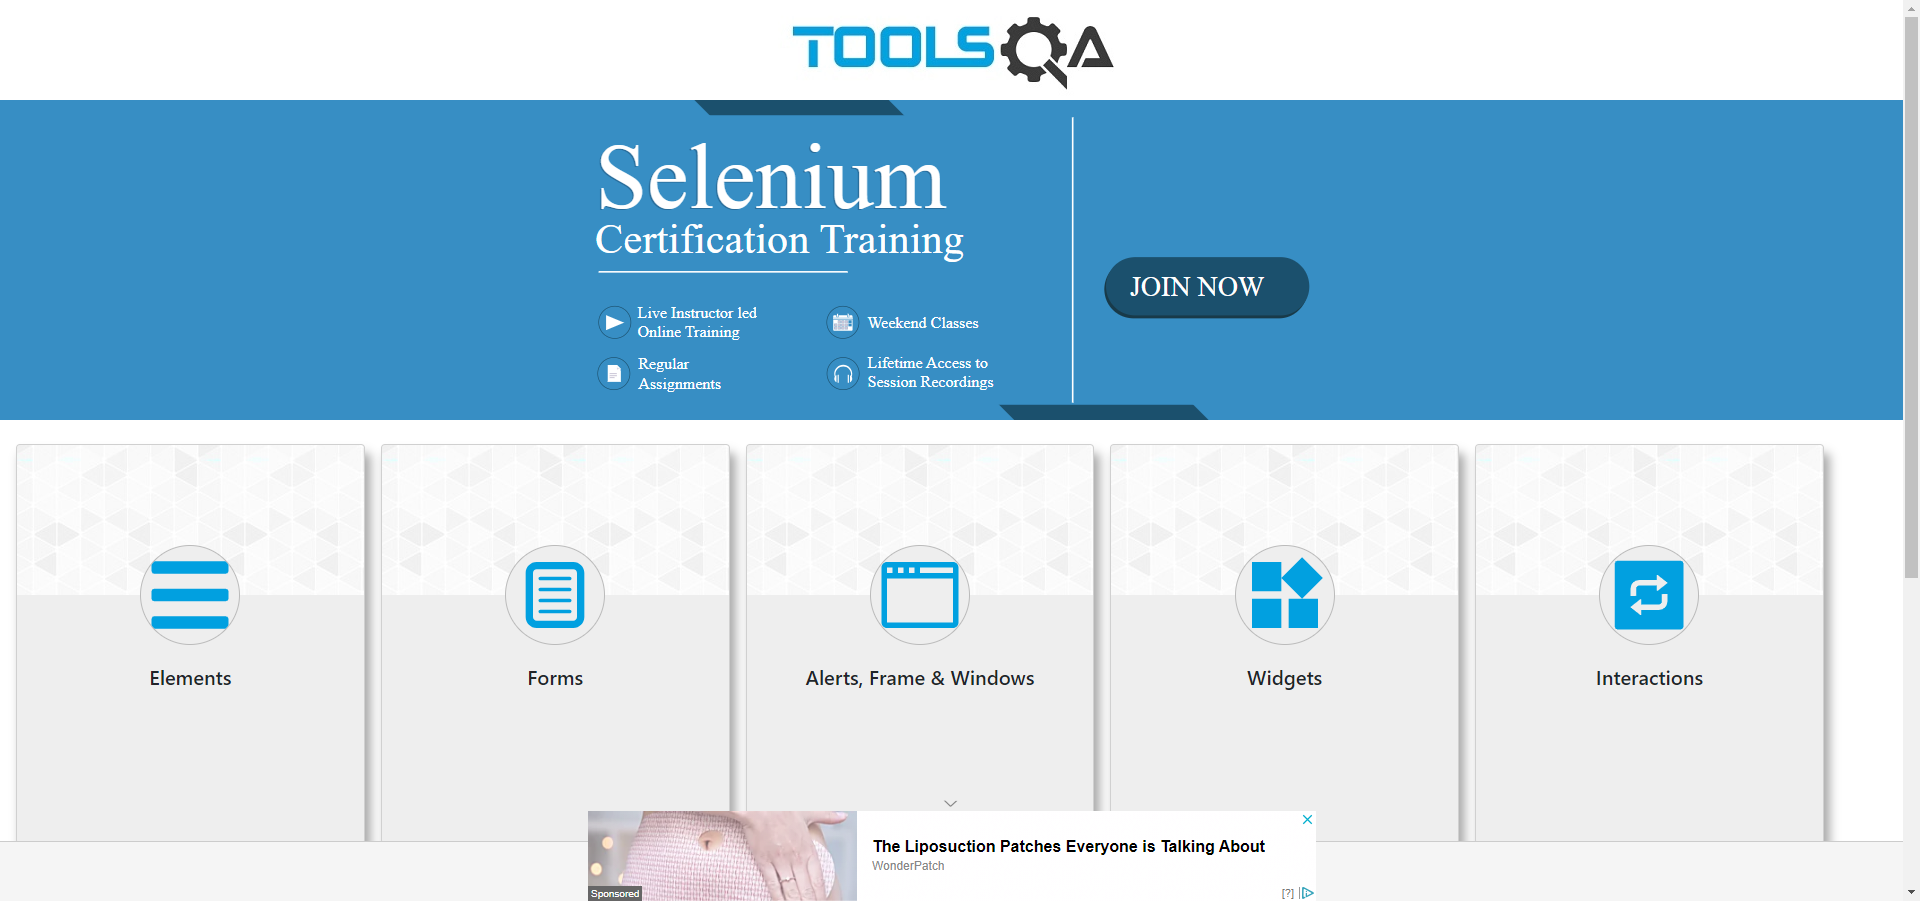 TOOLSQA
Selenium
Certification Training
Live Instructor led
Online Training
Weekend Classes
Regular
Assignments
Lifetime Access to
Session Recordings
JOIN NOW
Elements
Forms
Alerts, Frame & Windows
Widgets
Interactions
The Liposuction Patches Everyone is Talking About
WonderPatch
Sponsored
[?]